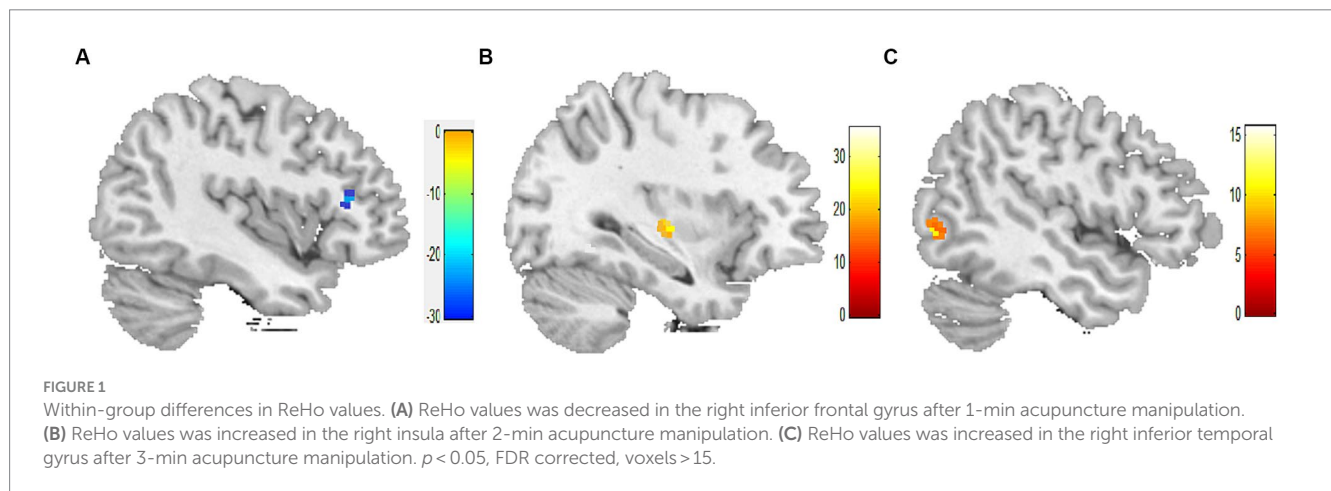 A
B
C
0
-10
-20
-30
30
20
10
0
15
10
5
0
FIGURE 1
Within-group differences in ReHo values. (A) ReHo values was decreased in the right inferior frontal gyrus after 1-min acupuncture manipulation.
(B) ReHo values was increased in the right insula after 2-min acupuncture manipulation. (C) ReHo values was increased in the right inferior temporal
gyrus after 3-min acupuncture manipulation. p < 0.05, FDR corrected, voxels > 15.